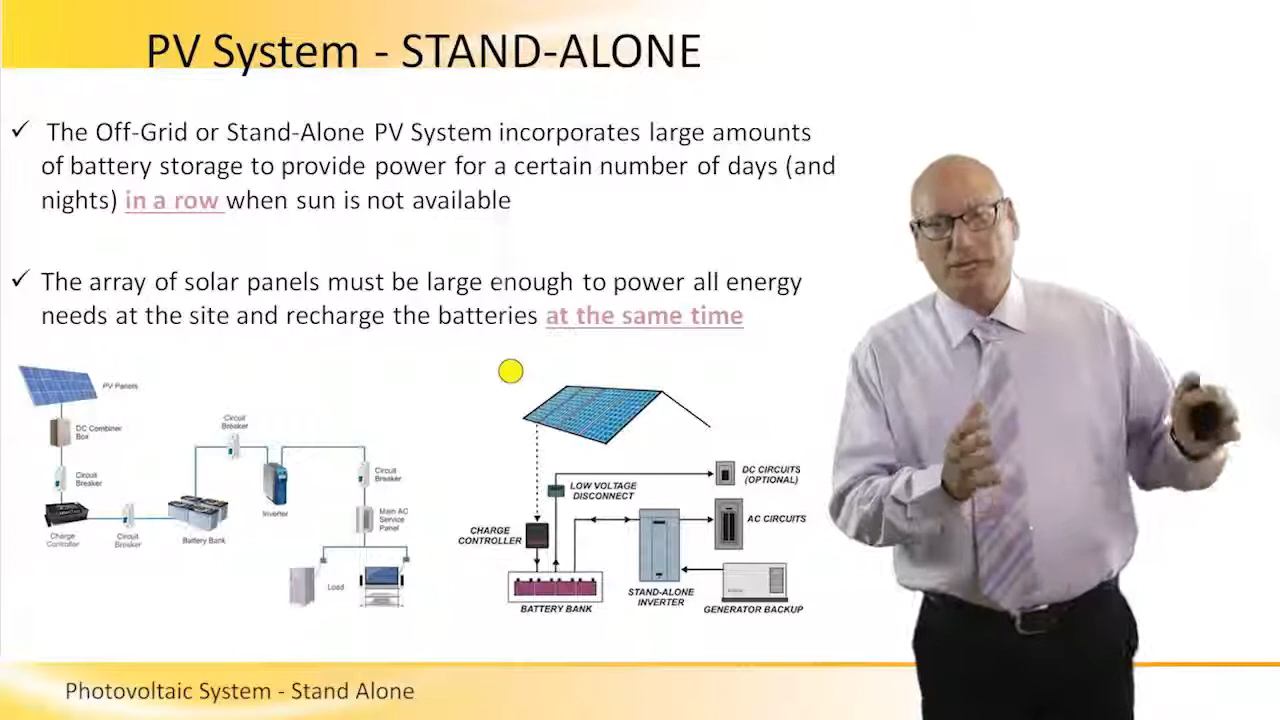 PV System - STAND-ALONE
✓ The Off-Grid or Stand-Alone PV System incorporates large amounts
of battery storage to provide power for a certain number of days (and
nights) in a row when sun is not available
✓ The array of solar panels must be large enough to power all energy
needs at the site and recharge the batteries at the same time
PV Panels
DC Combiner
Box
Circuit
Breaker
Charge
Controller
Circuit
Breaker
Battery Bank
Circuit
Breaker
Inverter
Circuit
Breaker
Main AC
Service
Panel
Load
DC CIRCUITS
(OPTIONAL)
LOW VOLTAGE
DISCONNECT
CHARGE
CONTROLLER
AC CIRCUITS
BATTERY BANK
STAND-ALONE
INVERTER
GENERATOR BACKUP
Photovoltaic System - Stand Alone